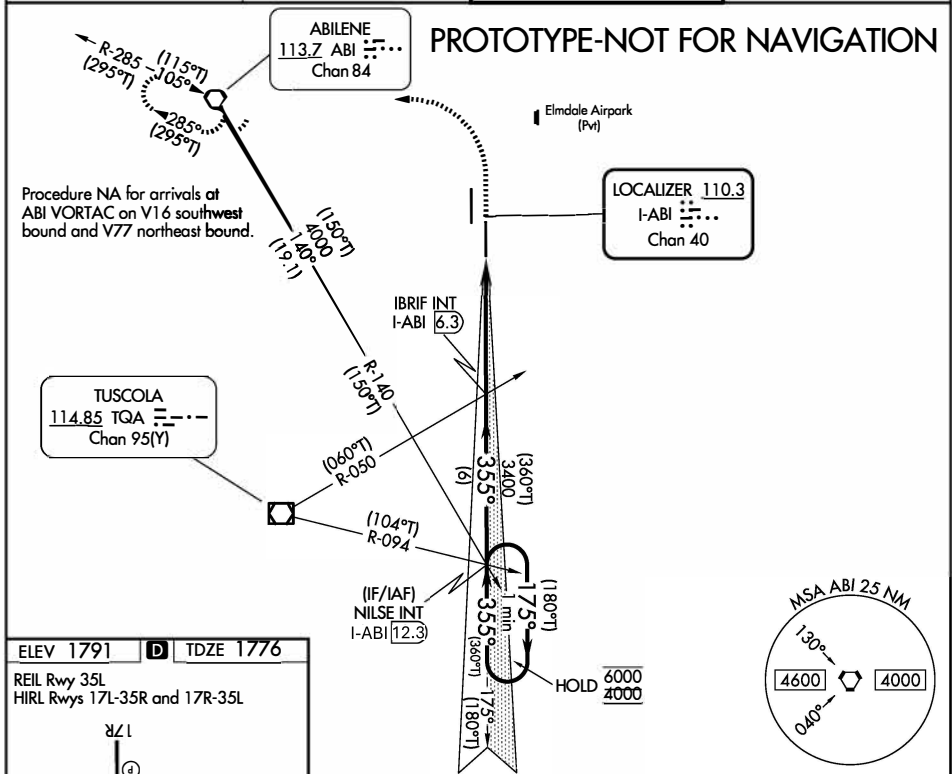 PROTOTYPE-NOT FOR NAVIGATION
ABILENE
113.7 ABI
Chan 84
R-285
105°
(115°T)
(295°T)
285°
(295°T)
Elmdale Airpark
(Pvt)
Procedure NA for arrivals at
ABI VORTAC on V16 southwest
bound and V77 northeast bound.
LOCALIZER 110.3
I-ABI
Chan 40
(150°T)
4000
140°
(19.1)
IBRIF INT
I-ABI 6.3
R-140
(150°T)
TUSCOLA
114.85 TQA
Chan 95(Y)
(060°T)
R-050
(360°T)
3400
355°
(6)
(104°T)
R-094
(IF/IAF)
NILSE INT
I-ABI 12.3
1 min
175°
(180°T)
355°
(360°T)
175°
(180°T)
HOLD 6000
4000
MSA ABI 25 NM
130°
4600
4000
040°
ELEV 1791 D TDZE 1776
REIL Rwy 35L
HIRL Rwys 17L-35R and 17R-35L
17R
P